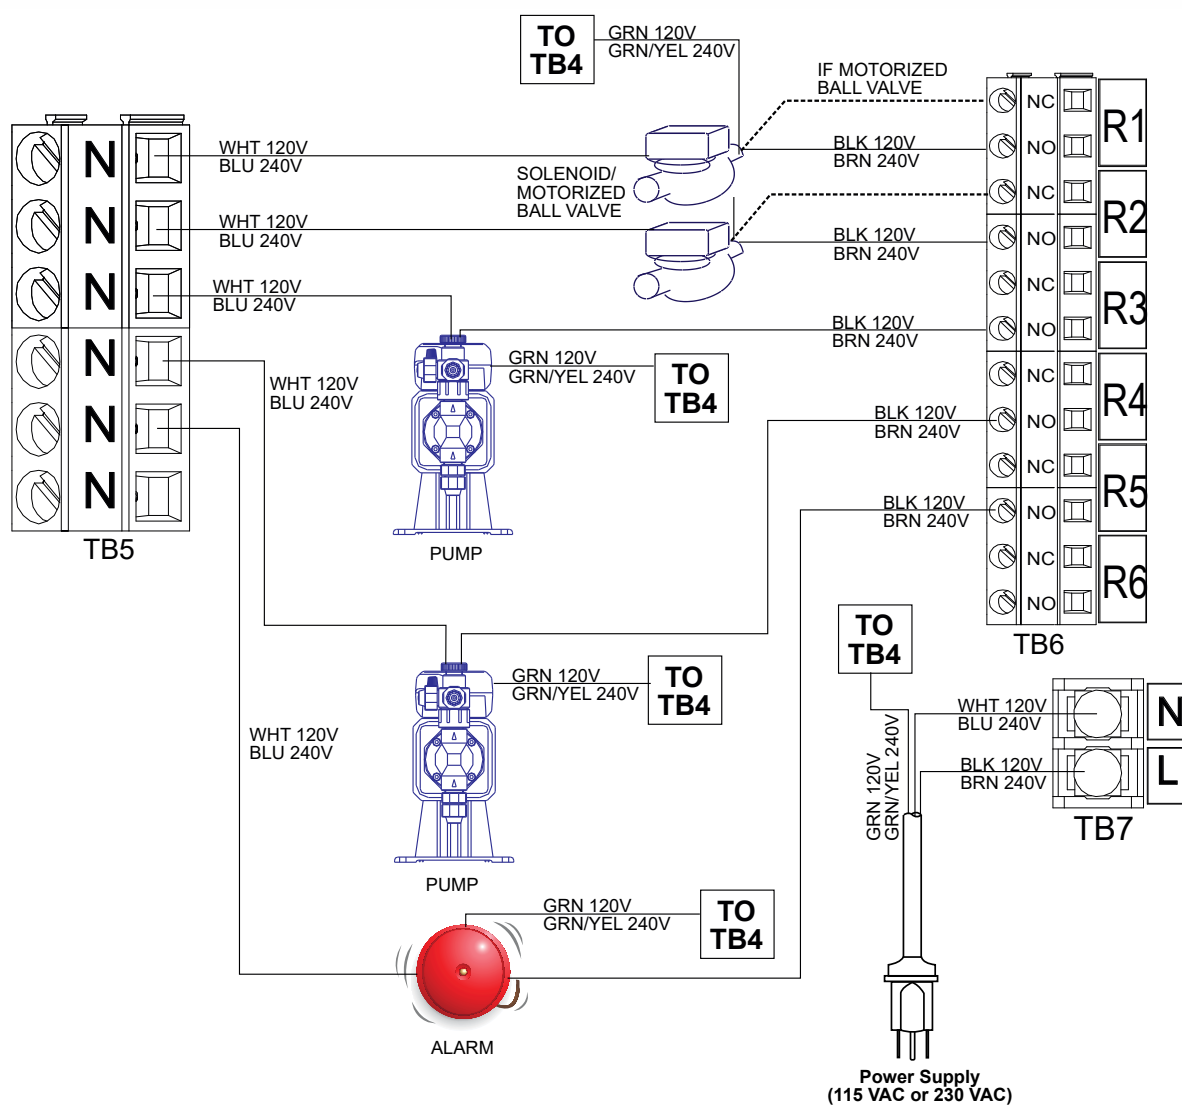 TO
TB4
GRN 120V
GRN/YEL 240V
IF MOTORIZED
BALL VALVE
WHT 120V
BLU 240V
SOLENOID/
MOTORIZED
BALL VALVE
BLK 120V
BRN 240V
WHT 120V
BLU 240V
BLK 120V
BRN 240V
WHT 120V
BLU 240V
BLK 120V
BRN 240V
N
N
N
N
N
N
TB5
GRN 120V
GRN/YEL 240V
TO
TB4
WHT 120V
BLU 240V
BLK 120V
BRN 240V
PUMP
BLK 120V
BRN 240V
NC
NO
NC
NO
NC
NO
NC
NO
NC
NO
NC
NO
R1
R2
R3
R4
R5
R6
TB6
GRN 120V
GRN/YEL 240V
TO
TB4
TO
TB4
WHT 120V
BLU 240V
PUMP
WHT 120V
BLU 240V
N
BLK 120V
BRN 240V
L
TB7
GRN 120V
GRN/YEL 240V
GRN 120V
GRN/YEL 240V
TO
TB4
ALARM
Power Supply
(115 VAC or 230 VAC)